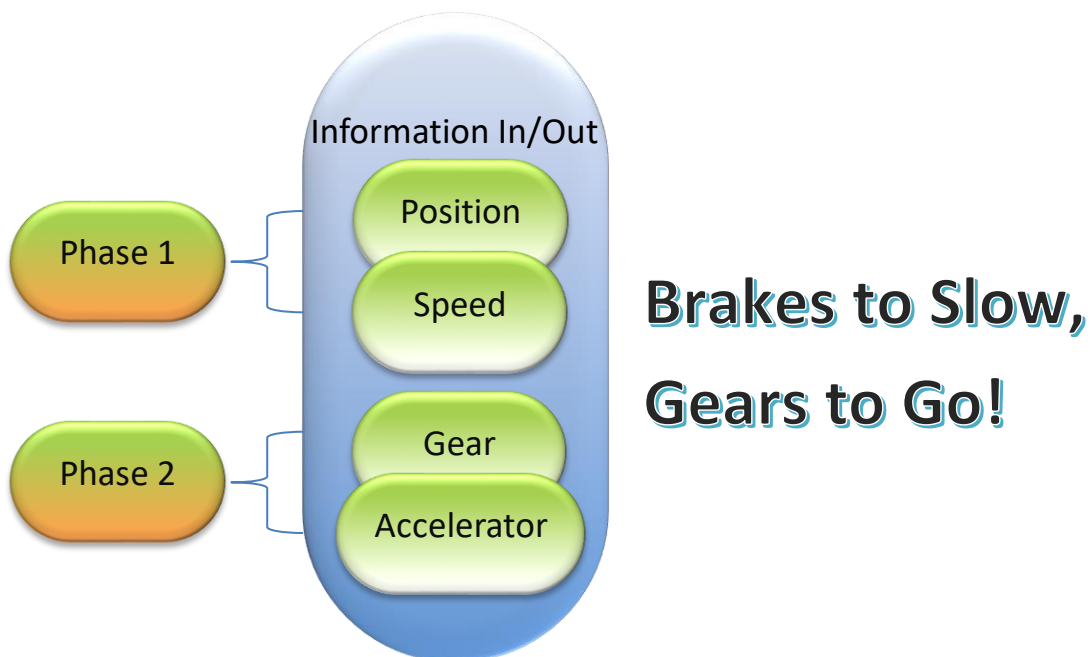 Information In/Out
Position
Phase 1
Speed
Gear
Phase 2
Accelerator
Brakes to Slow,
Gears to Go!